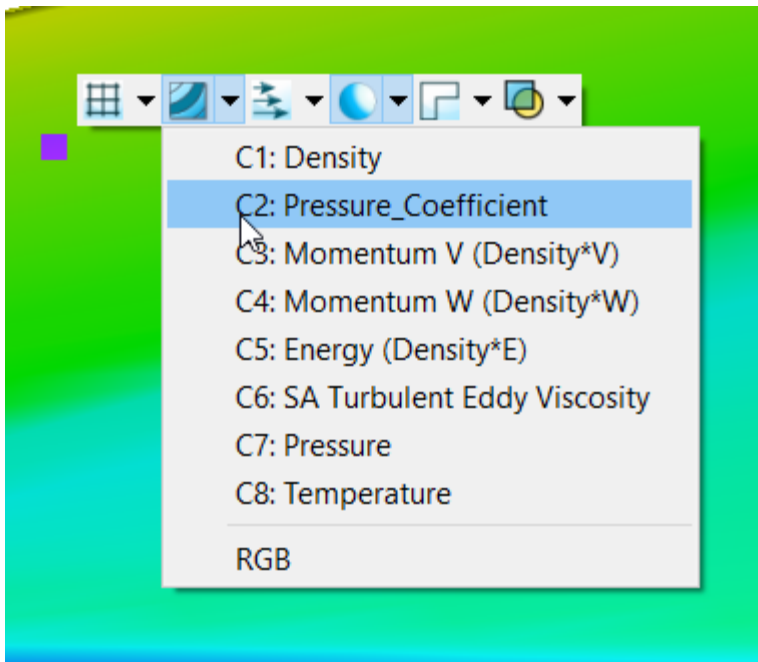 C1: Density
C2: Pressure_Coefficient
C3: Momentum V (Density*V)
C4: Momentum W (Density*W)
C5: Energy (Density*E)
C6: SA Turbulent Eddy Viscosity
C7: Pressure
C8: Temperature
RGB